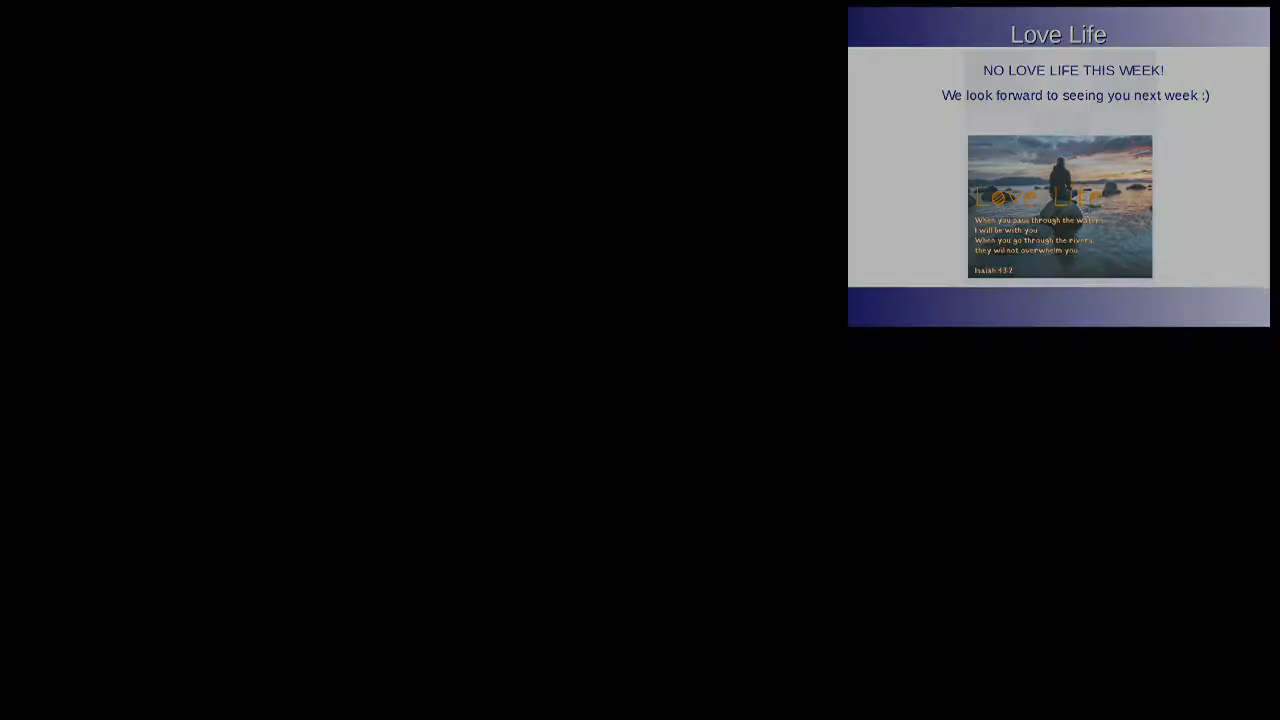 Love Life
NO LOVE LIFE THIS WEEK!
We look forward to seeing you next week :)
Love Life
When you pass through the waters
I will be with you
When you go through the rivers,
they wil not overwhelm you
Isaiah 43:2